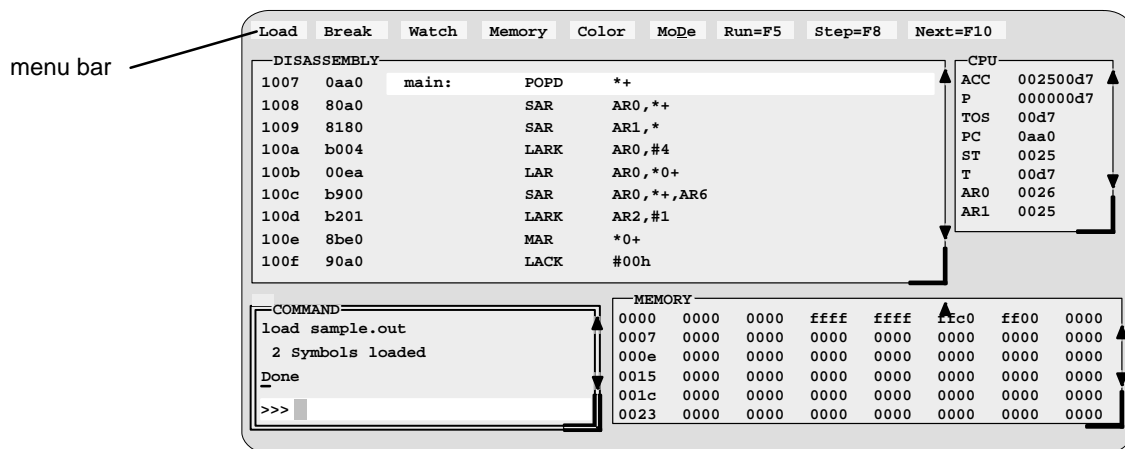 Load Break Watch Memory Color MoDe Run=F5 Step=F8 Next=F10
menu bar
DISASSEMBLY
1007 0aa0 main: POPD *+
1008 80a0 SAR AR0,*+
1009 8180 SAR AR1,*
100a b004 LARK AR0,#4
100b 00ea LAR AR0,*0+
100c b900 SAR AR0,*+,AR6
100d b201 LARK AR2,#1
100e 8be0 MAR *0+
100f 90a0 LACK #00h
CPU
ACC 002500d7
P 000000d7
TOS 00d7
PC 0aa0
ST 0025
T 00d7
AR0 0026
AR1 0025
COMMAND
load sample.out
2 Symbols loaded
Done
>>>
MEMORY
0000 0000 0000 ffff ffff ffc0 ff00 0000
0007 0000 0000 0000 0000 0000 0000 0000
000e 0000 0000 0000 0000 0000 0000 0000
0015 0000 0000 0000 0000 0000 0000 0000
001c 0000 0000 0000 0000 0000 0000 0000
0023 0000 0000 0000 0000 0000 0000 0000